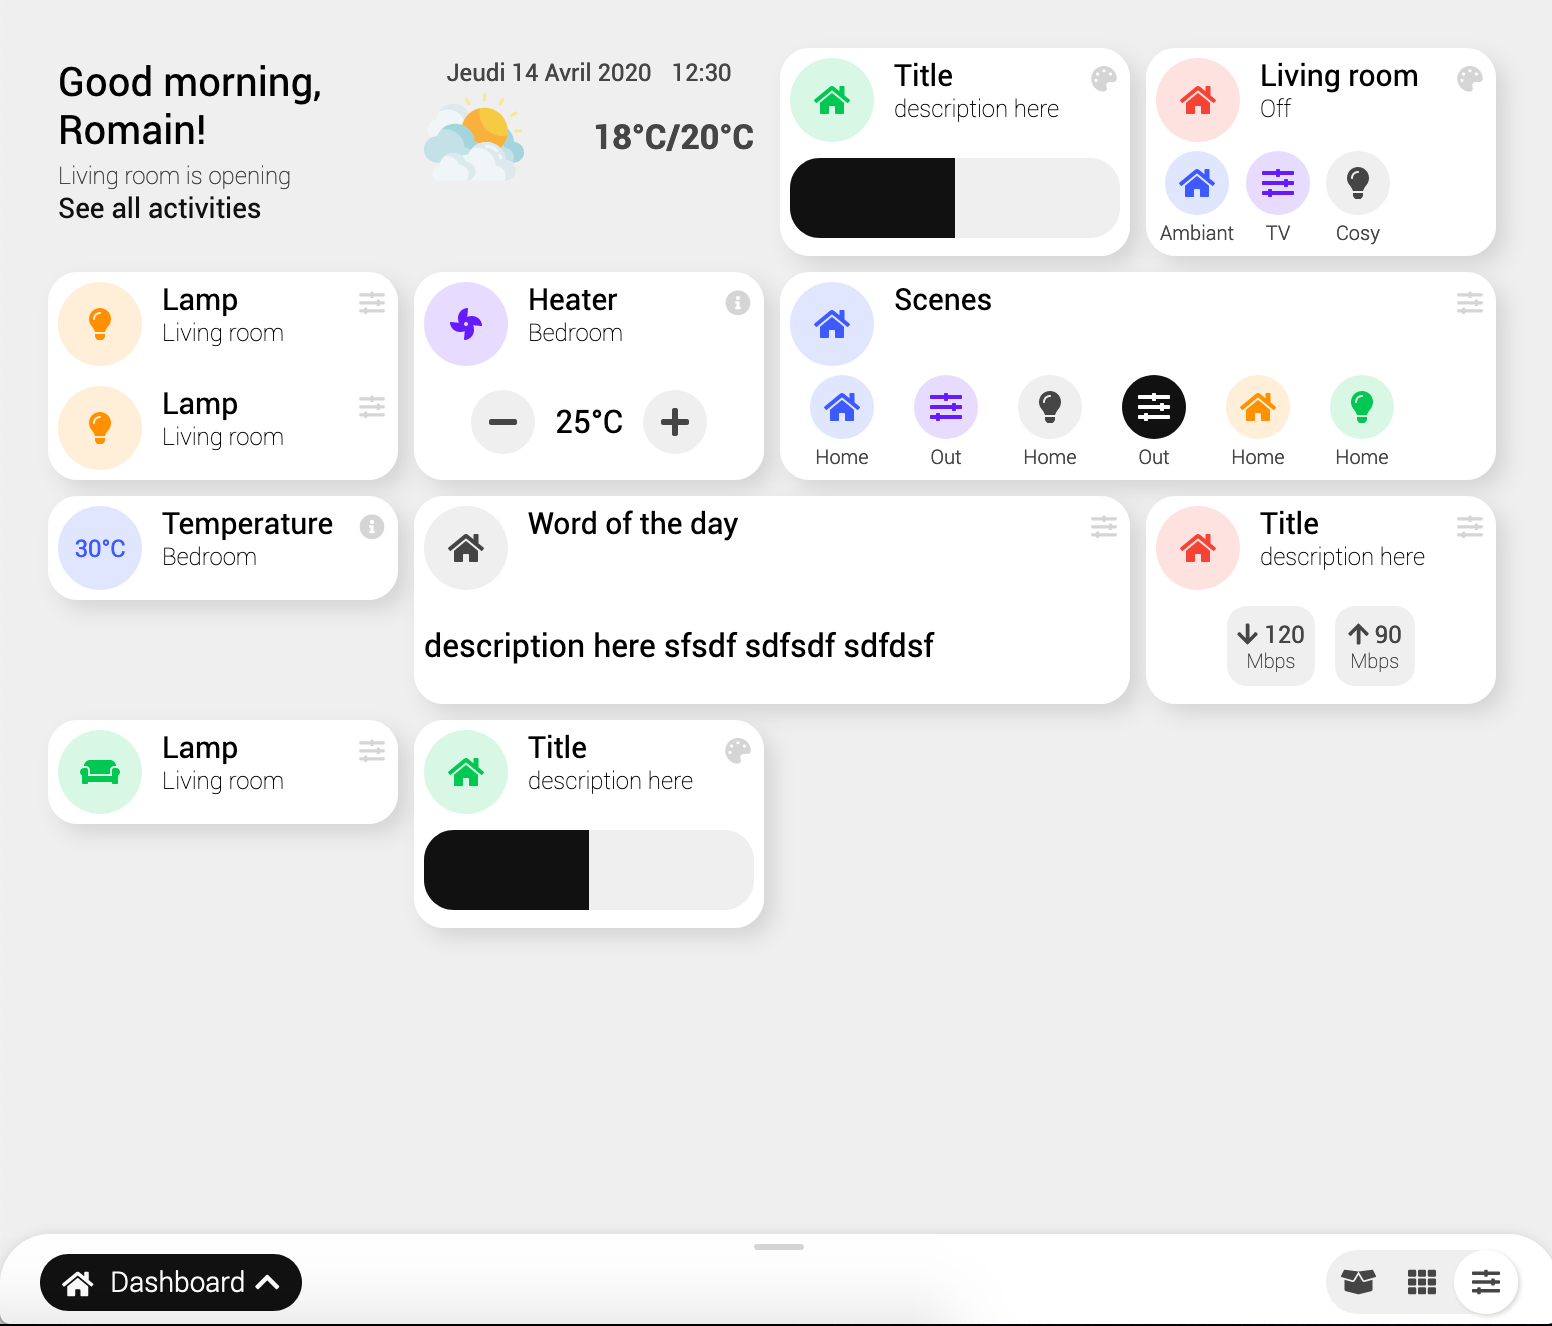 Good morning,
Romain!
Living room is opening
See all activities
Jeudi 14 Avril 2020 12:30
18°C/20°C
Title
description here
Living room
Off
Ambiant TV Cosy
Lamp
Living room
Lamp
Living room
Heater
Bedroom
25°C
Scenes
Home Out Home Out Home Home
30°C
Temperature
Bedroom
Word of the day
description here sfsdf sdfsdf sdfdsf
Title
description here
120
Mbps
90
Mbps
Lamp
Living room
Title
description here
Dashboard